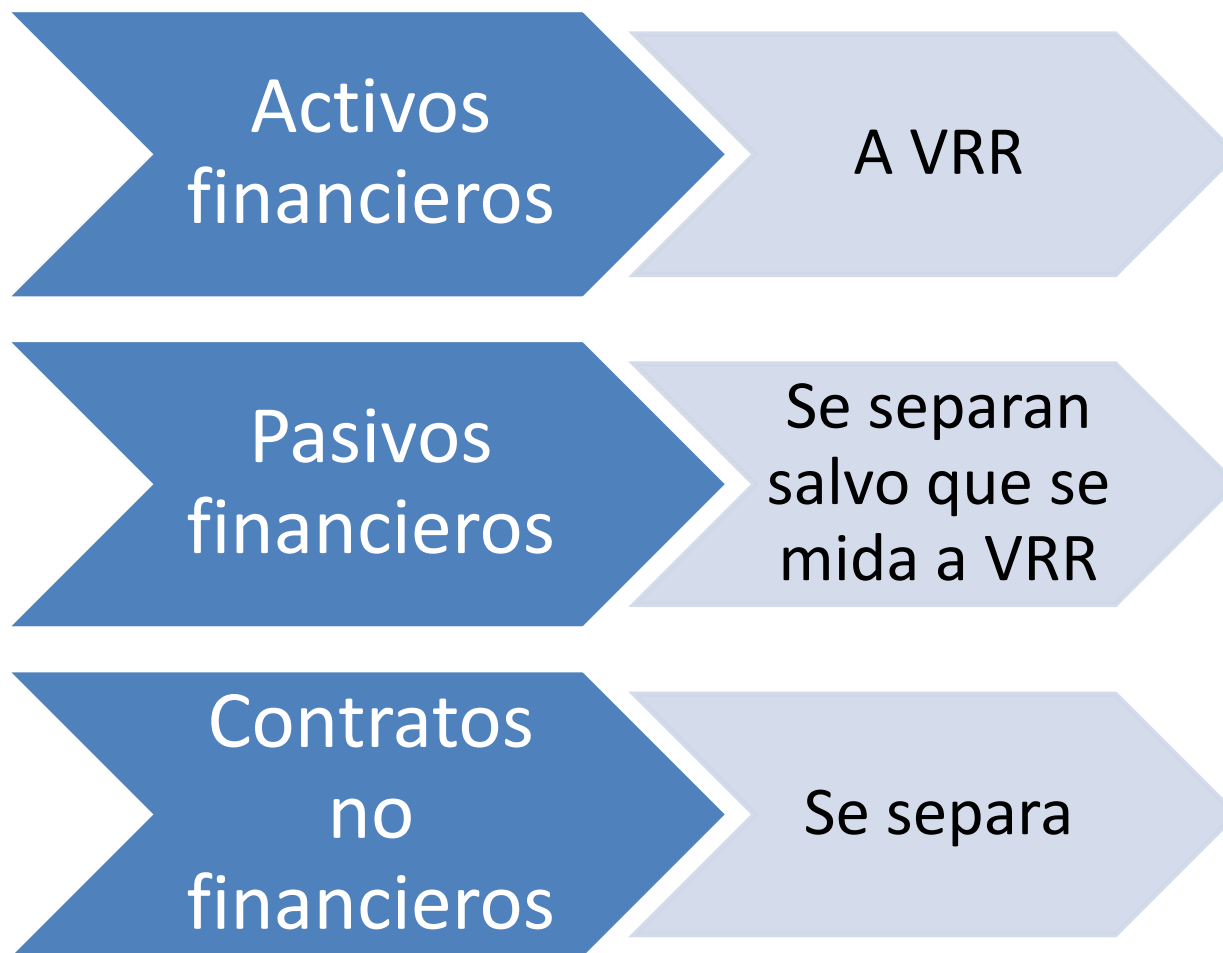 Activos
financieros
A VRR
Pasivos
financieros
Se separan
salvo que se
mida a VRR
Contratos
no
financieros
Se separa